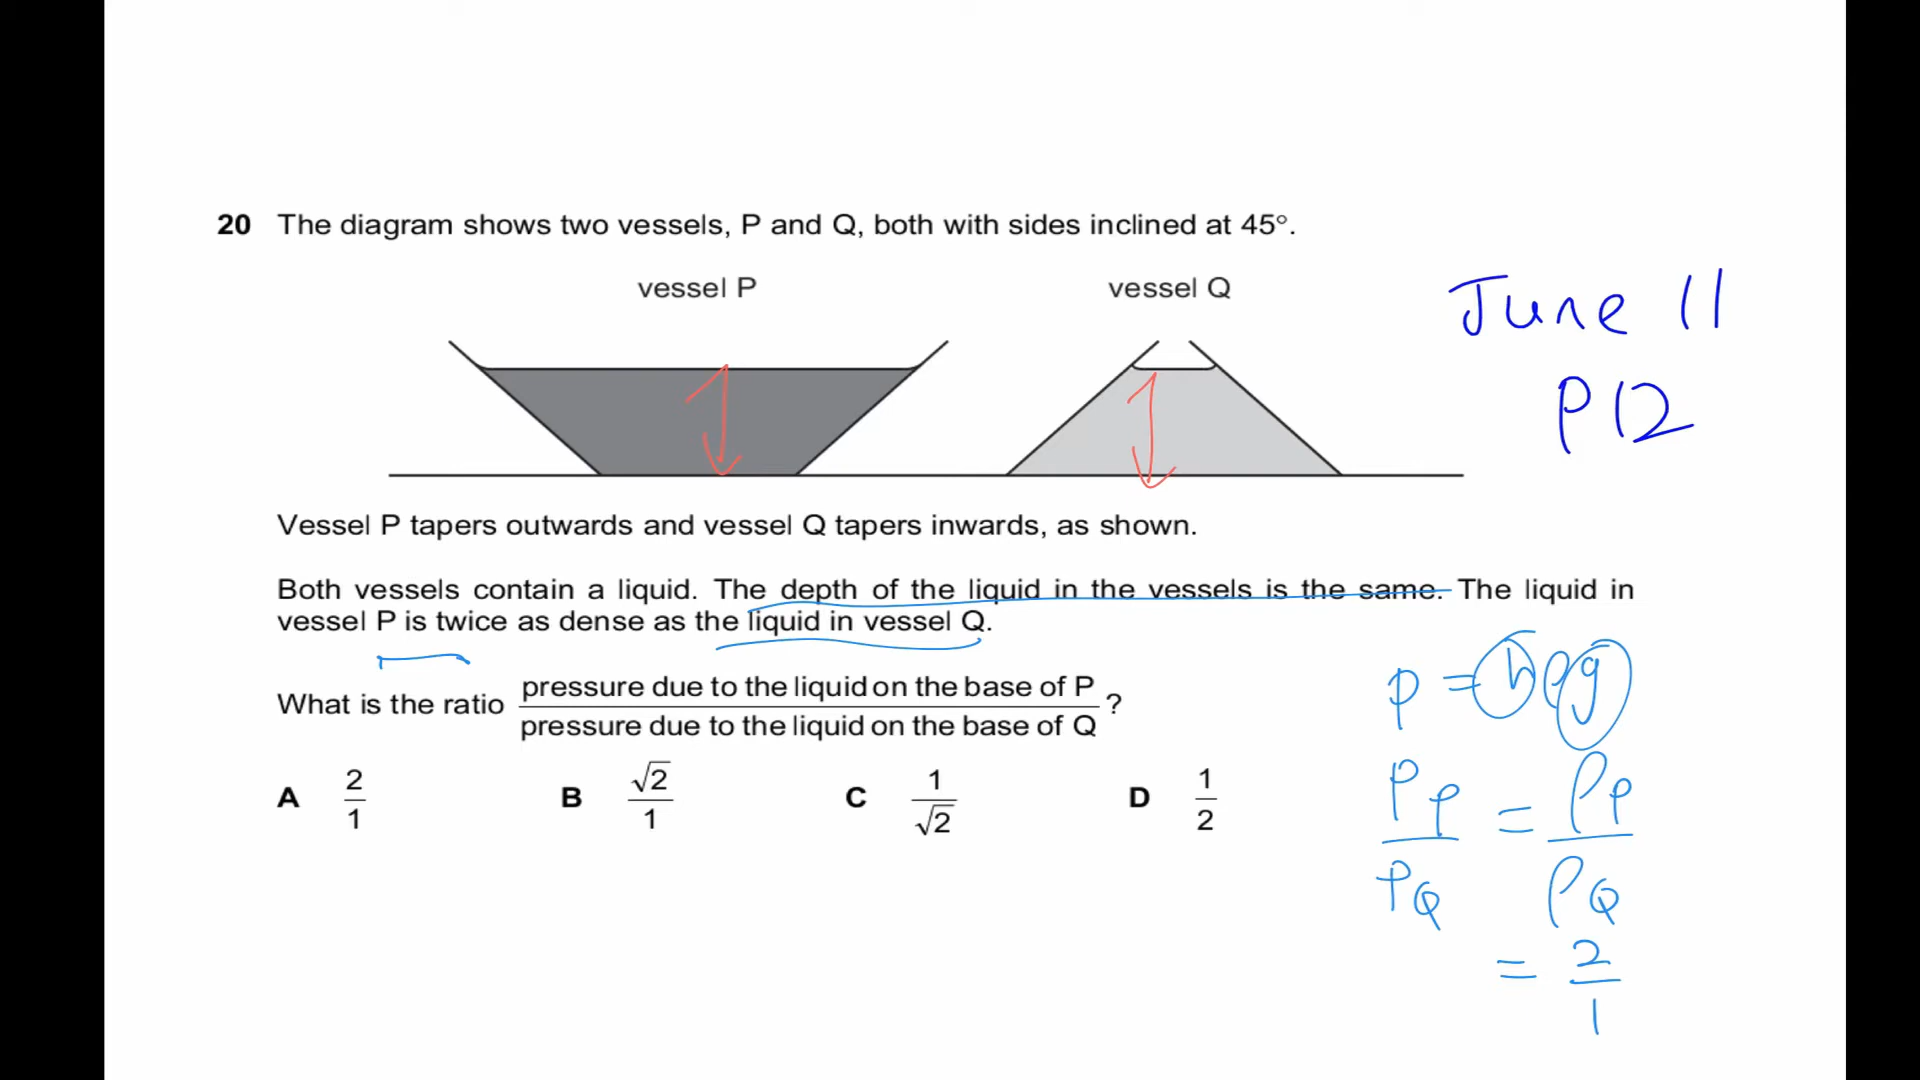 20 The diagram shows two vessels, P and Q, both with sides inclined at 45°.
vessel P vessel Q
June 11
P12
Vessel P tapers outwards and vessel Q tapers inwards, as shown.
Both vessels contain a liquid. The depth of the liquid in the vessels is the same. The liquid in
vessel P is twice as dense as the liquid in vessel Q.
What is the ratio pressure due to the liquid on the base of P / pressure due to the liquid on the base of Q ?
p = hρg
A 2/1 B √2/1 C 1/√2 D 1/2
P_P / P_Q = ρ_P / ρ_Q
= 2/1